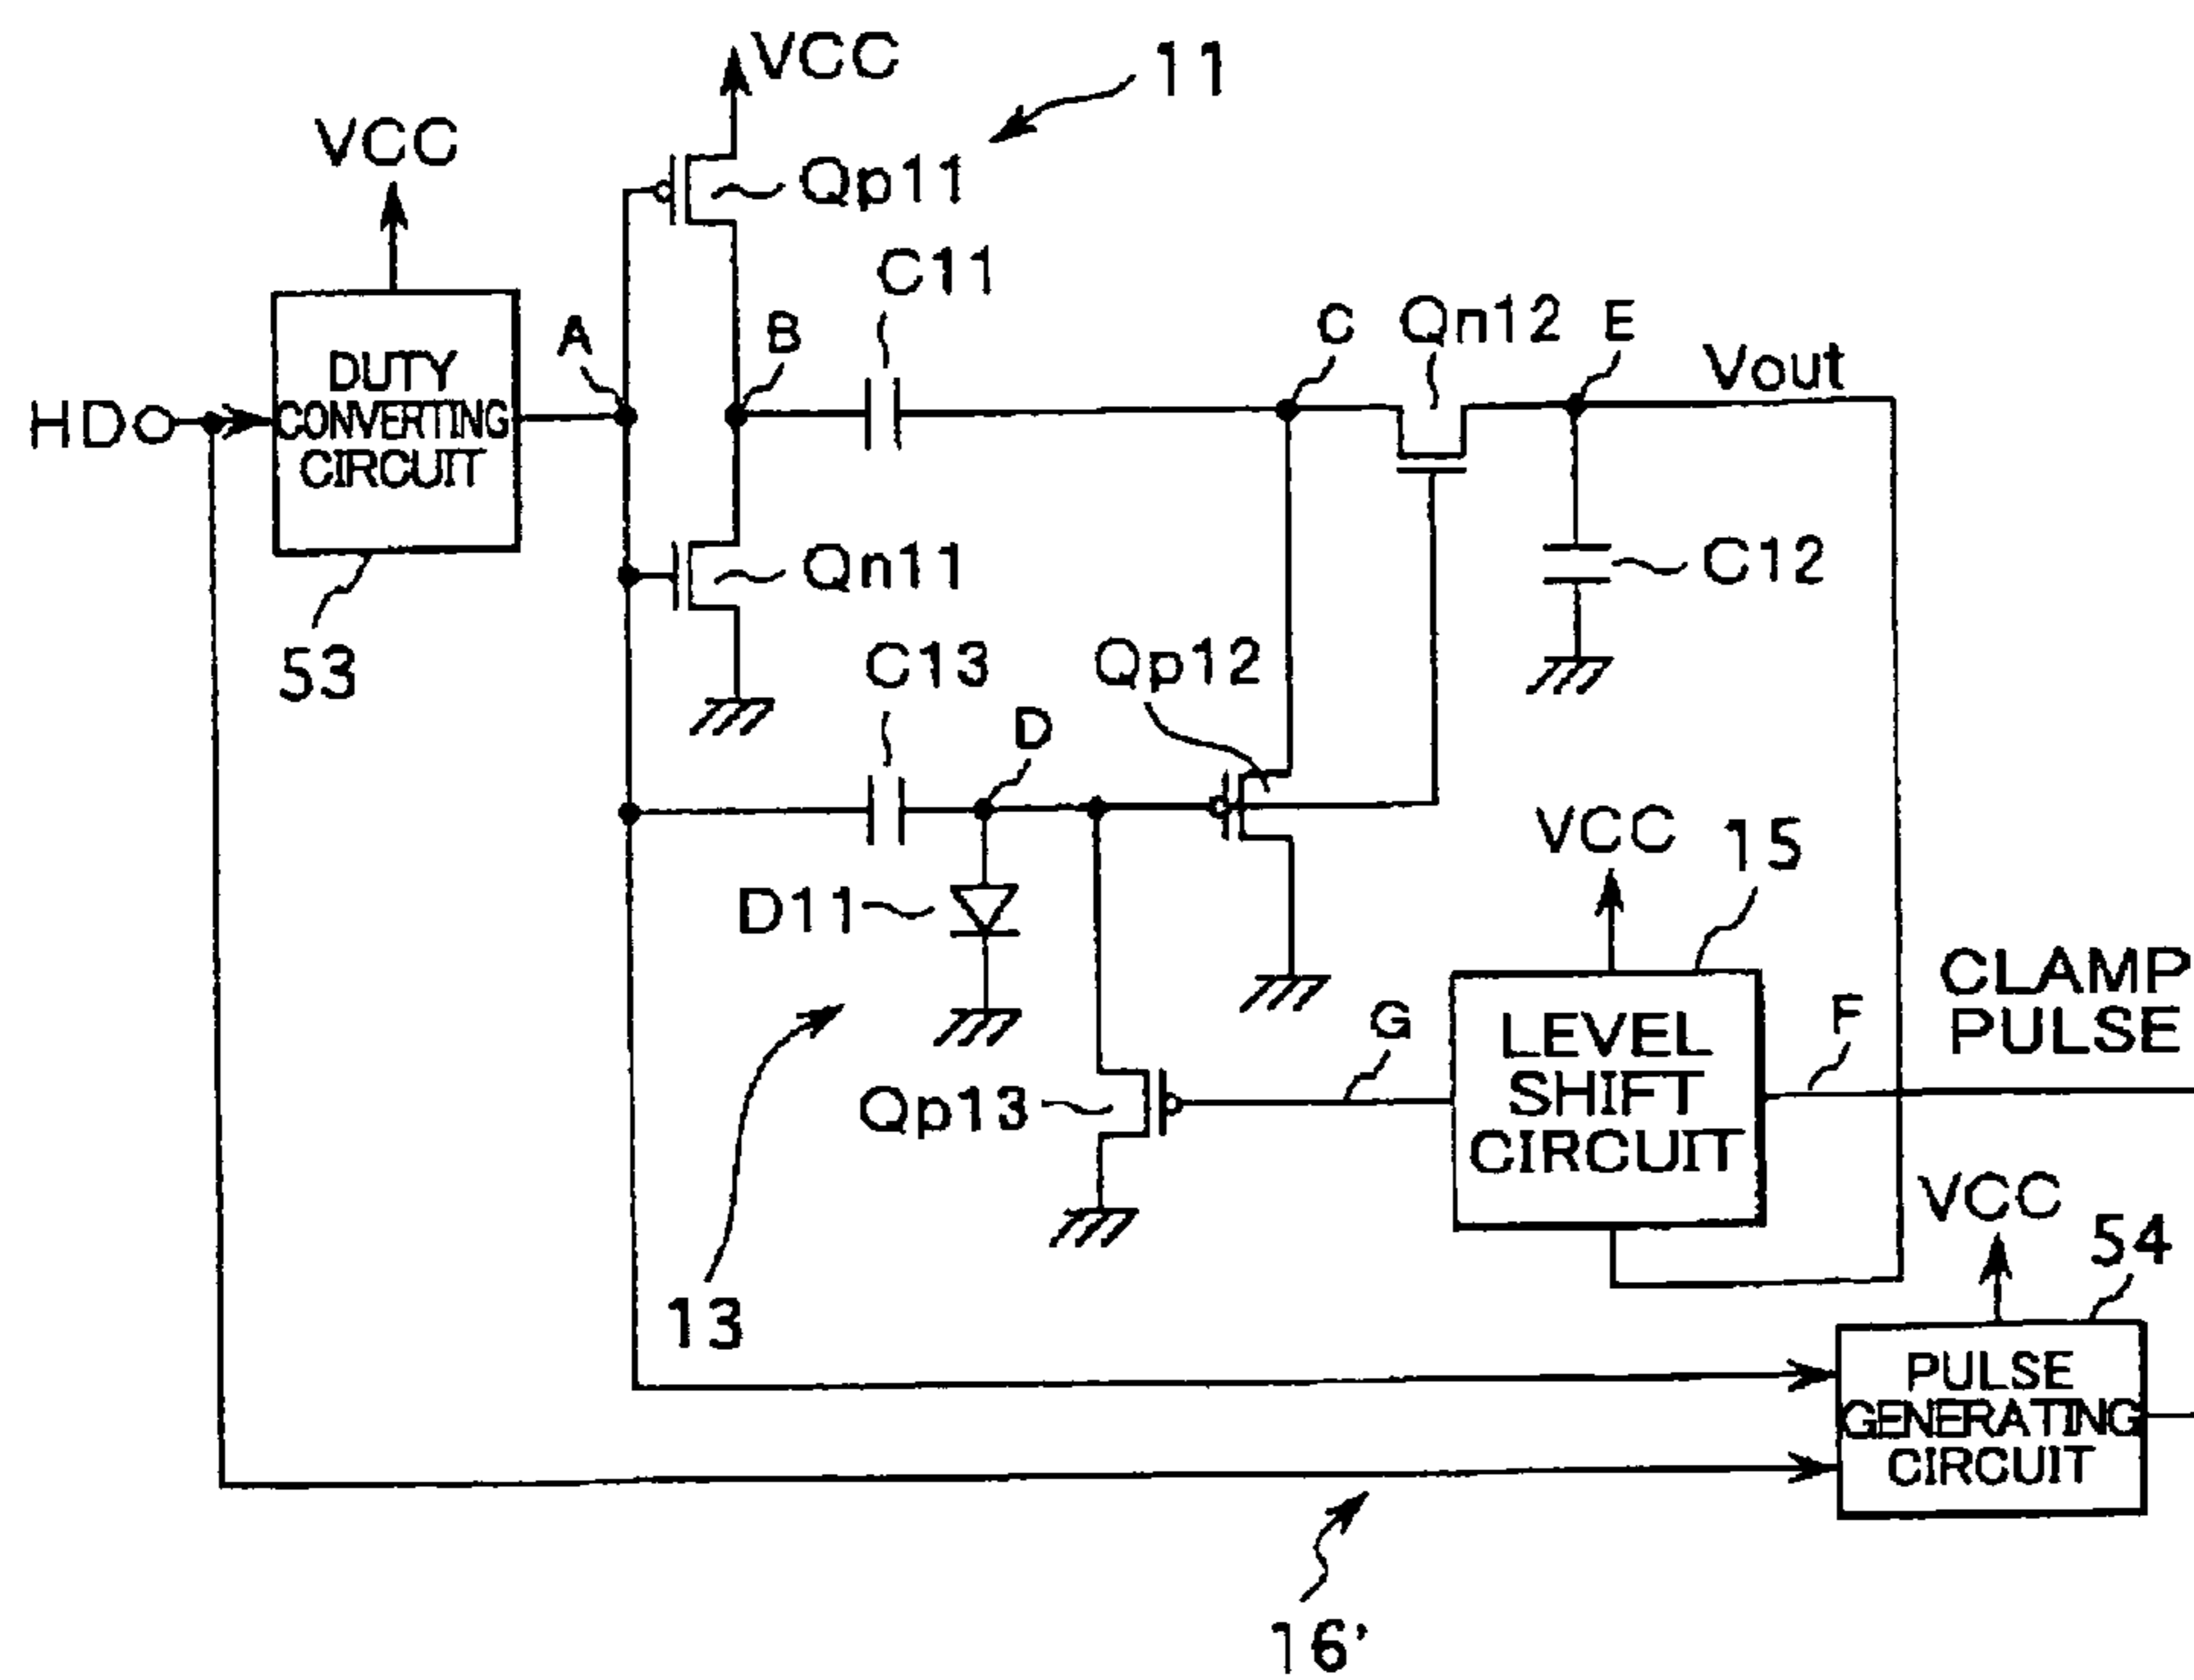 VCC
11
VCC
Qp11
C11
A
B
C
Qn12
E
Vout
HD
DUTY
CONVERTING
CIRCUIT
Qn11
C12
53
C13
Qp12
D
VCC
15
D11
CLAMP
PULSE
G
LEVEL
SHIFT
CIRCUIT
F
Qp13
VCC
54
13
PULSE
GENERATING
CIRCUIT
16'